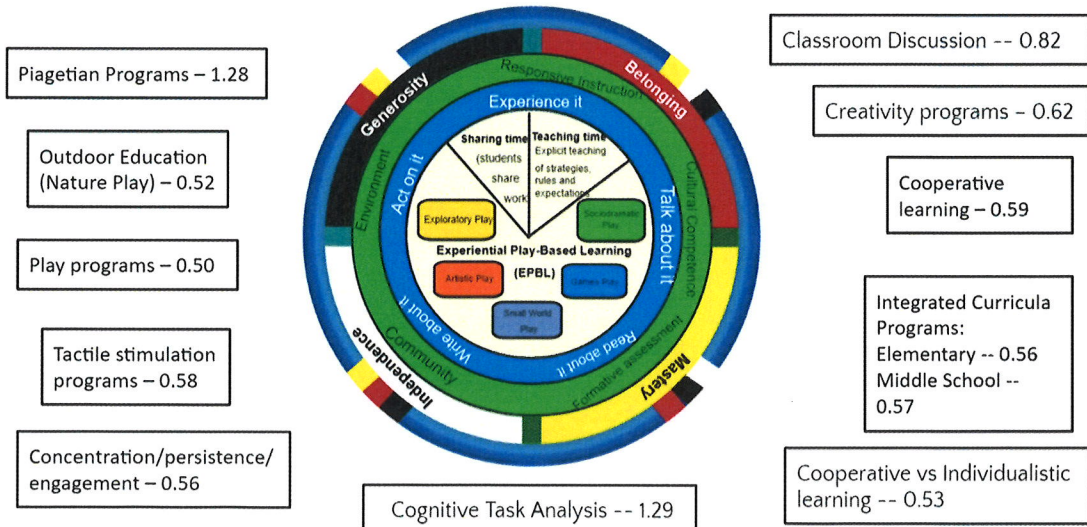 Piagetian Programs – 1.28
Outdoor Education
(Nature Play) – 0.52
Play programs – 0.50
Tactile stimulation
programs – 0.58
Concentration/persistence/
engagement – 0.56
Generosity
Belonging
Independence
Mastery
Responsive Instruction
Environment
Cultural Competence
Community
Formative assessment
Experience it
Act on it
Talk about it
Write about it
Read about it
Sharing time
(students
share
work
Teaching time
Explicit teaching
of strategies,
rules and
expectations
Exploratory Play
Sociodramatic
Play
Experiential Play-Based Learning
(EPBL)
Artistic Play
Games Play
Small World
Play
Cognitive Task Analysis -- 1.29
Classroom Discussion -- 0.82
Creativity programs – 0.62
Cooperative
learning – 0.59
Integrated Curricula
Programs:
Elementary -- 0.56
Middle School --
0.57
Cooperative vs Individualistic
learning -- 0.53